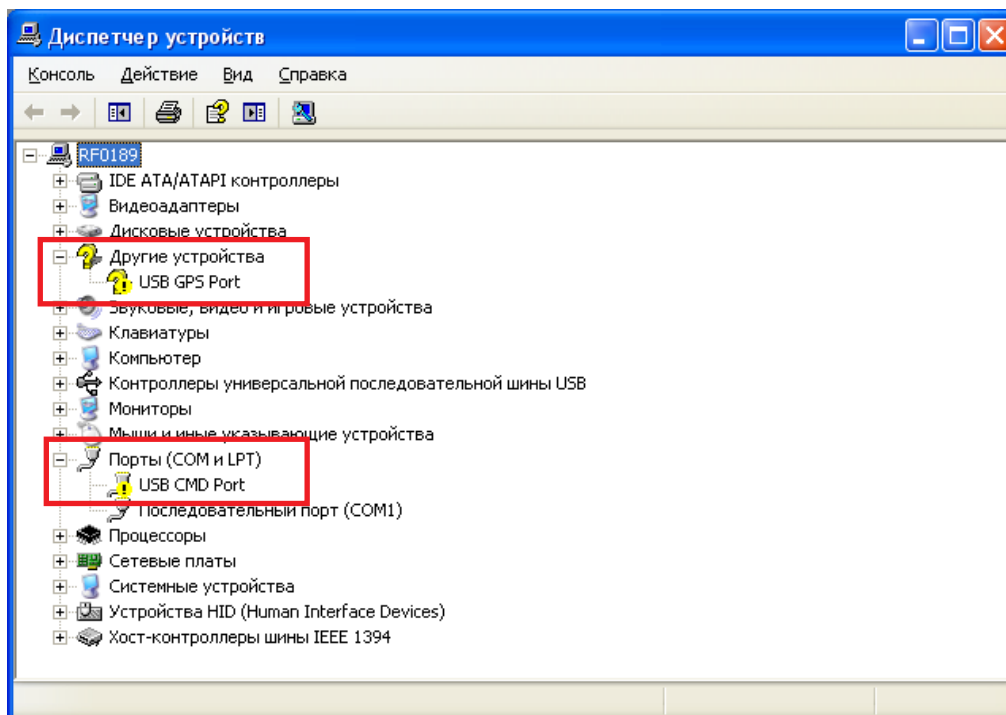 Диспетчер устройств
Консоль Действие Вид Справка
RF0189
IDE ATA/ATAPI контроллеры
Видеоадаптеры
Дисковые устройства
Другие устройства
USB GPS Port
Звуковые, видео и игровые устройства
Клавиатуры
Компьютер
Контроллеры универсальной последовательной шины USB
Мониторы
Мыши и иные указывающие устройства
Порты (COM и LPT)
USB CMD Port
Последовательный порт (COM1)
Процессоры
Сетевые платы
Системные устройства
Устройства HID (Human Interface Devices)
Хост-контроллеры шины IEEE 1394